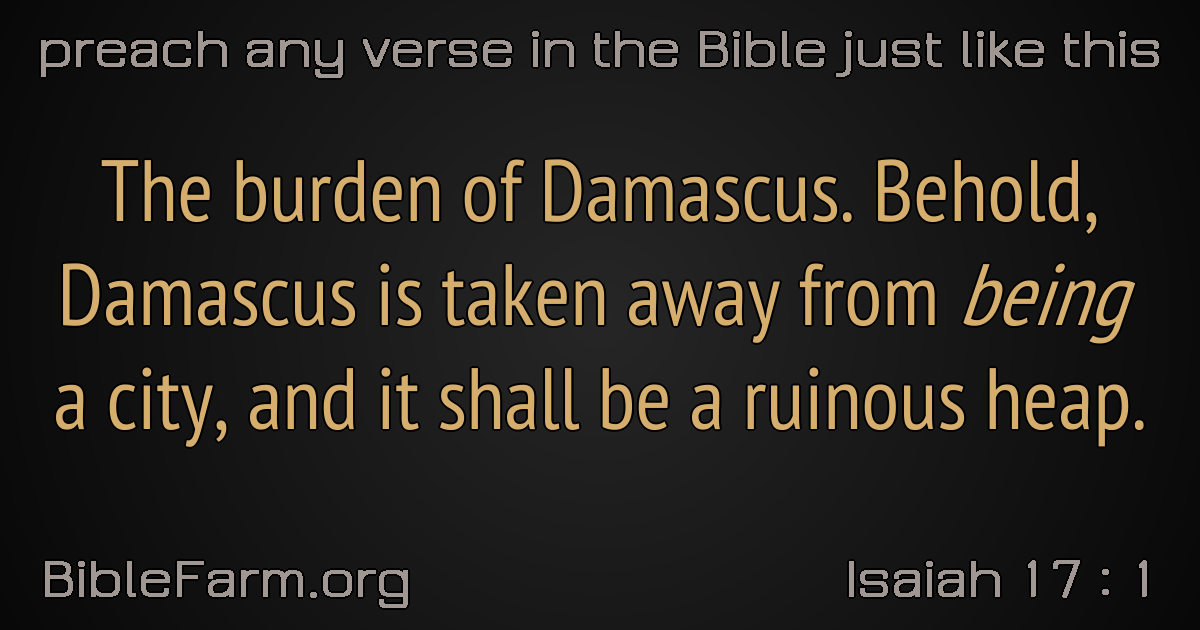 preach any verse in the Bible just like this
The burden of Damascus. Behold,
Damascus is taken away from being
a city, and it shall be a ruinous heap.
BibleFarm.org
Isaiah 17 : 1